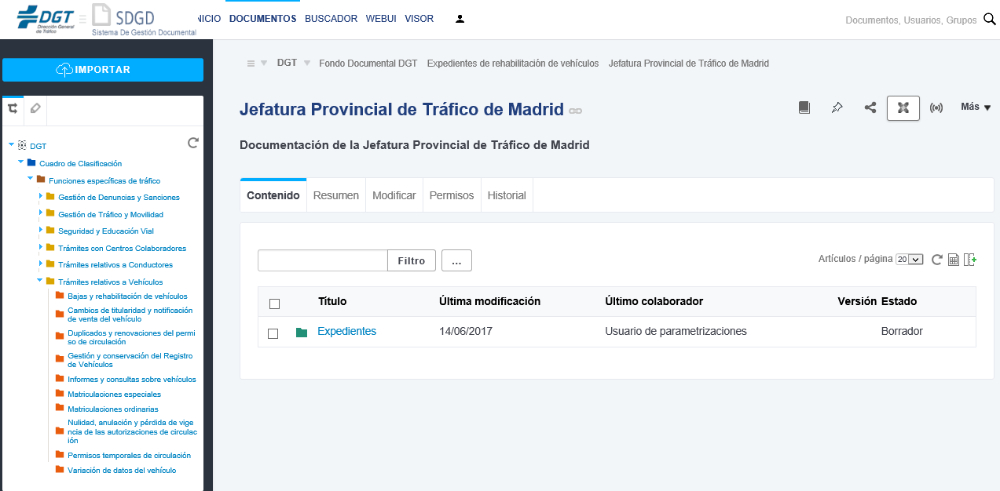 DGT
Dirección General
de Tráfico
SDGD
Sistema De Gestión Documental
NICIO DOCUMENTOS BUSCADOR WEBUI VISOR
Documentos, Usuarios, Grupos
IMPORTAR
DGT
Cuadro de Clasificación
Funciones específicas de tráfico
Gestión de Denuncias y Sanciones
Gestión de Tráfico y Movilidad
Seguridad y Educación Vial
Trámites con Centros Colaboradores
Trámites relativos a Conductores
Trámites relativos a Vehículos
Bajas y rehabilitación de vehículos
Cambios de titularidad y notificación
de venta del vehículo
Duplicados y renovaciones del permi
so de circulación
Gestión y conservación del Registro
de Vehículos
Informes y consultas sobre vehículos
Matriculaciones especiales
Matriculaciones ordinarias
Nulidad, anulación y pérdida de vige
ncia de las autorizaciones de circulac
ión
Permisos temporales de circulación
Variación de datos del vehículo
DGT Fondo Documental DGT Expedientes de rehabilitación de vehículos Jefatura Provincial de Tráfico de Madrid
Jefatura Provincial de Tráfico de Madrid
Más
Documentación de la Jefatura Provincial de Tráfico de Madrid
Contenido Resumen Modificar Permisos Historial
Filtro ...
Artículos / página 20
Título Última modificación Último colaborador Versión Estado
Expedientes 14/06/2017 Usuario de parametrizaciones Borrador